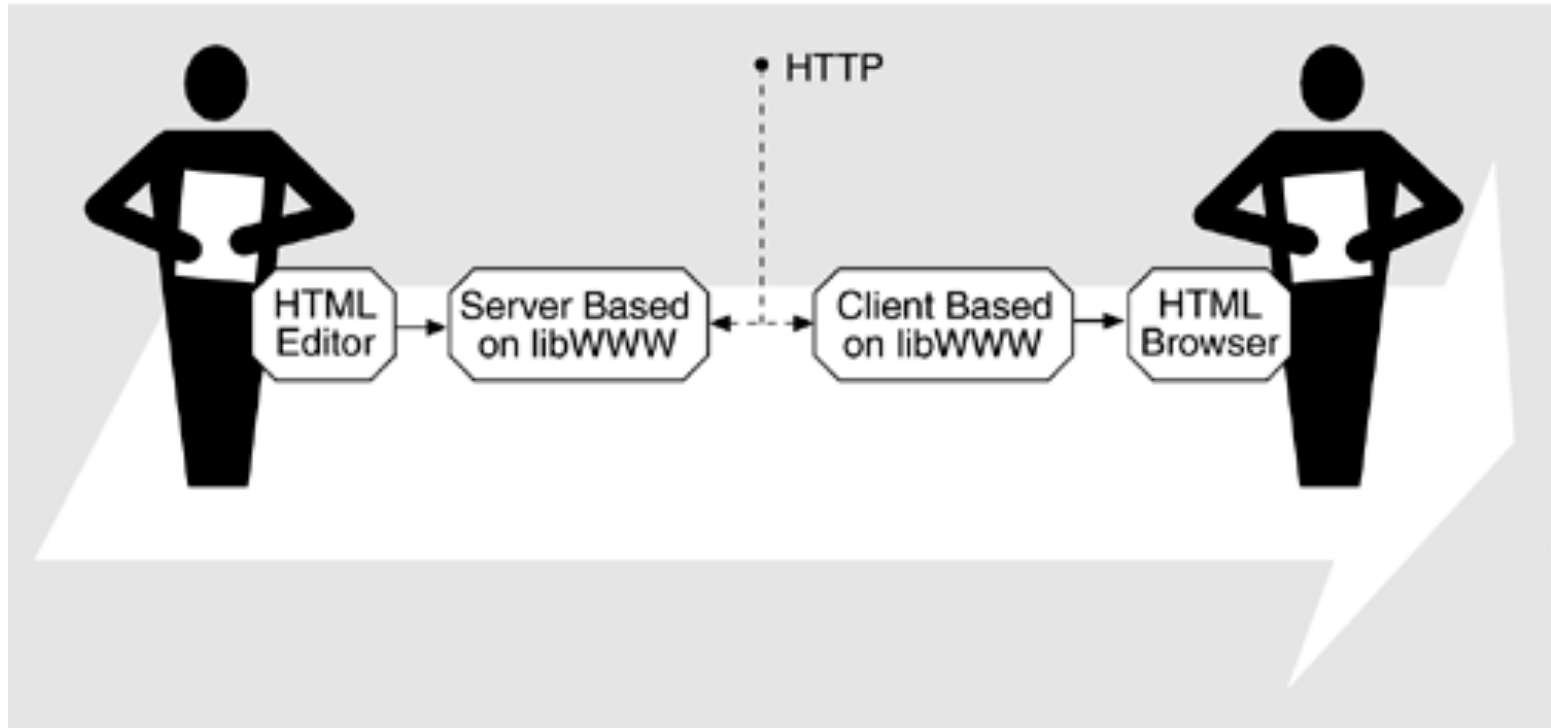 HTTP
HTML
Editor
Server Based
on libWWW
Client Based
on libWWW
HTML
Browser